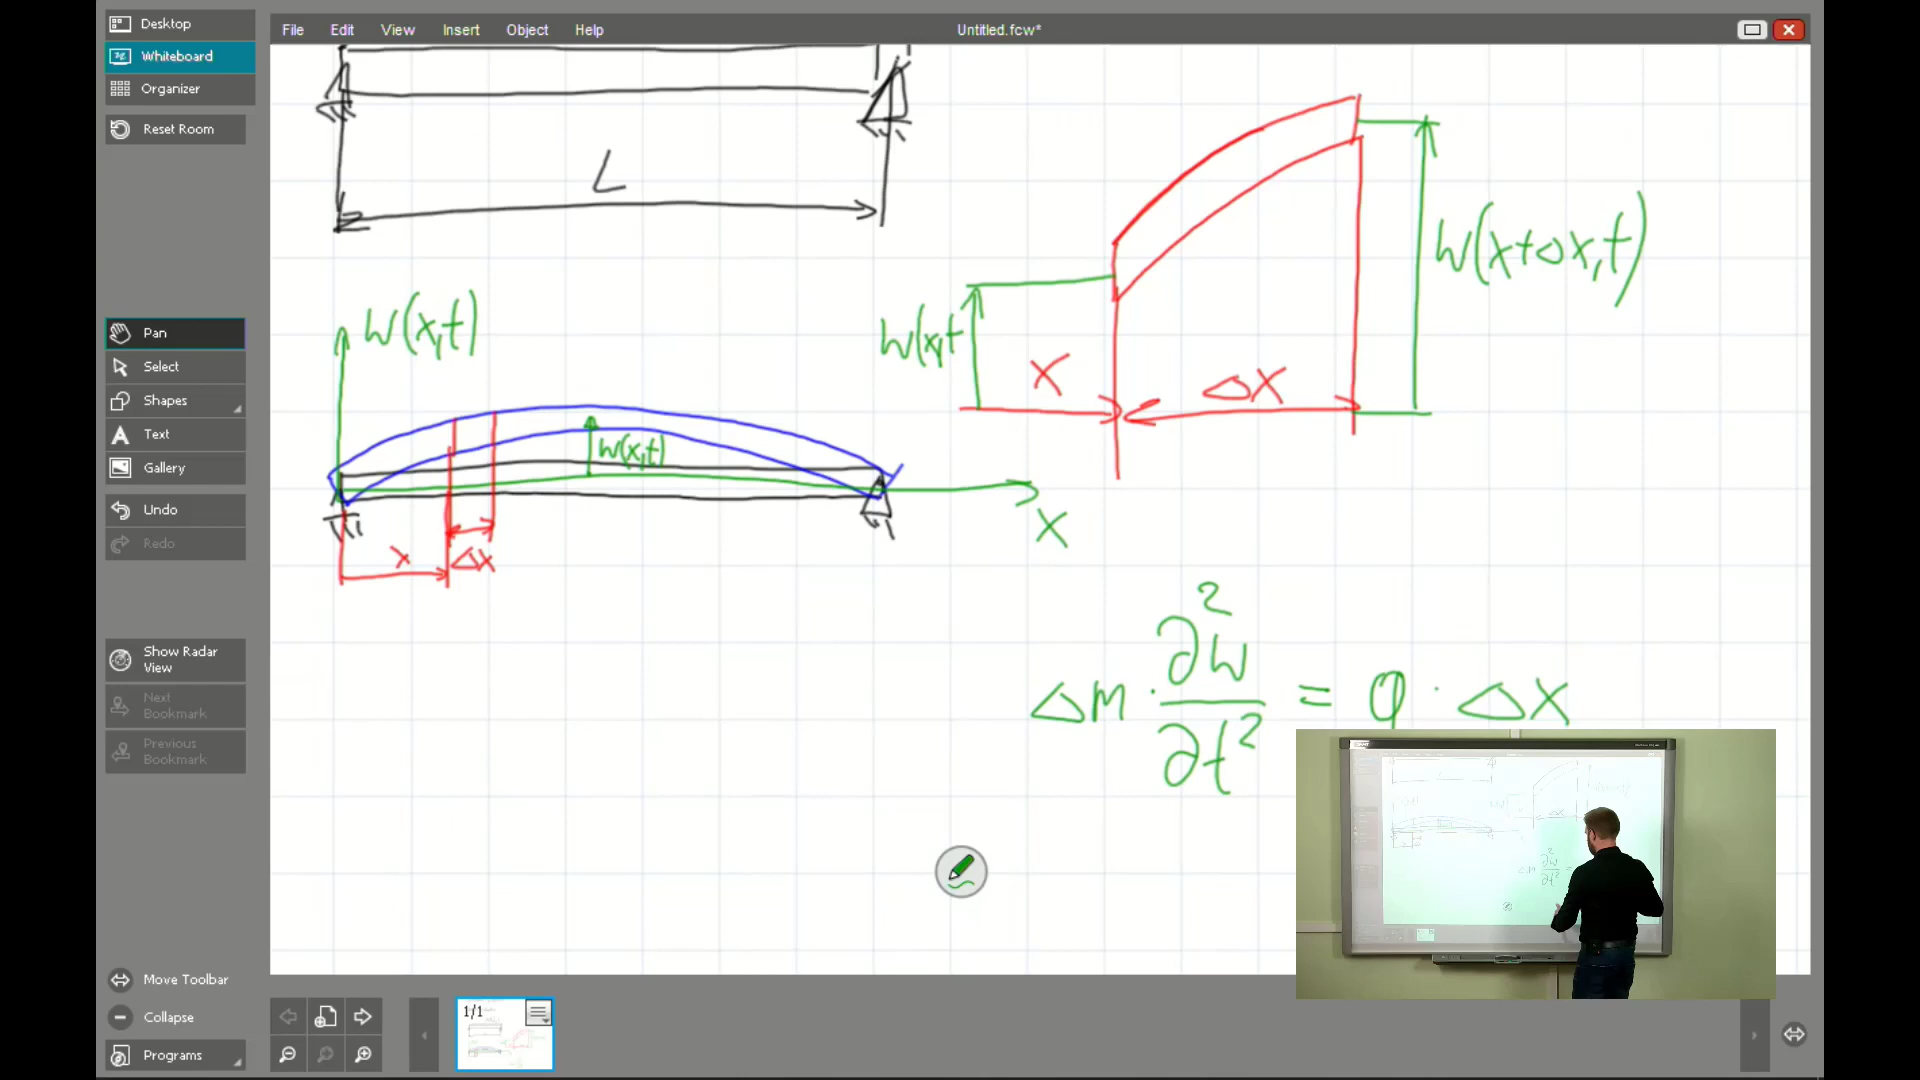 Desktop
Whiteboard
Organizer
Reset Room
Pan
Select
Shapes
Text
Gallery
Undo
Redo
Show Radar
View
Next
Bookmark
Previous
Bookmark
Move Toolbar
Collapse
Programs
File Edit View Insert Object Help
Untitled.fcw*
L
W(x,t)
W(x,t)
x
Δx
X
W(x,t
X
ΔX
W(x+Δx,t)
Δm · ∂²w/∂t² = q · Δx
1/1